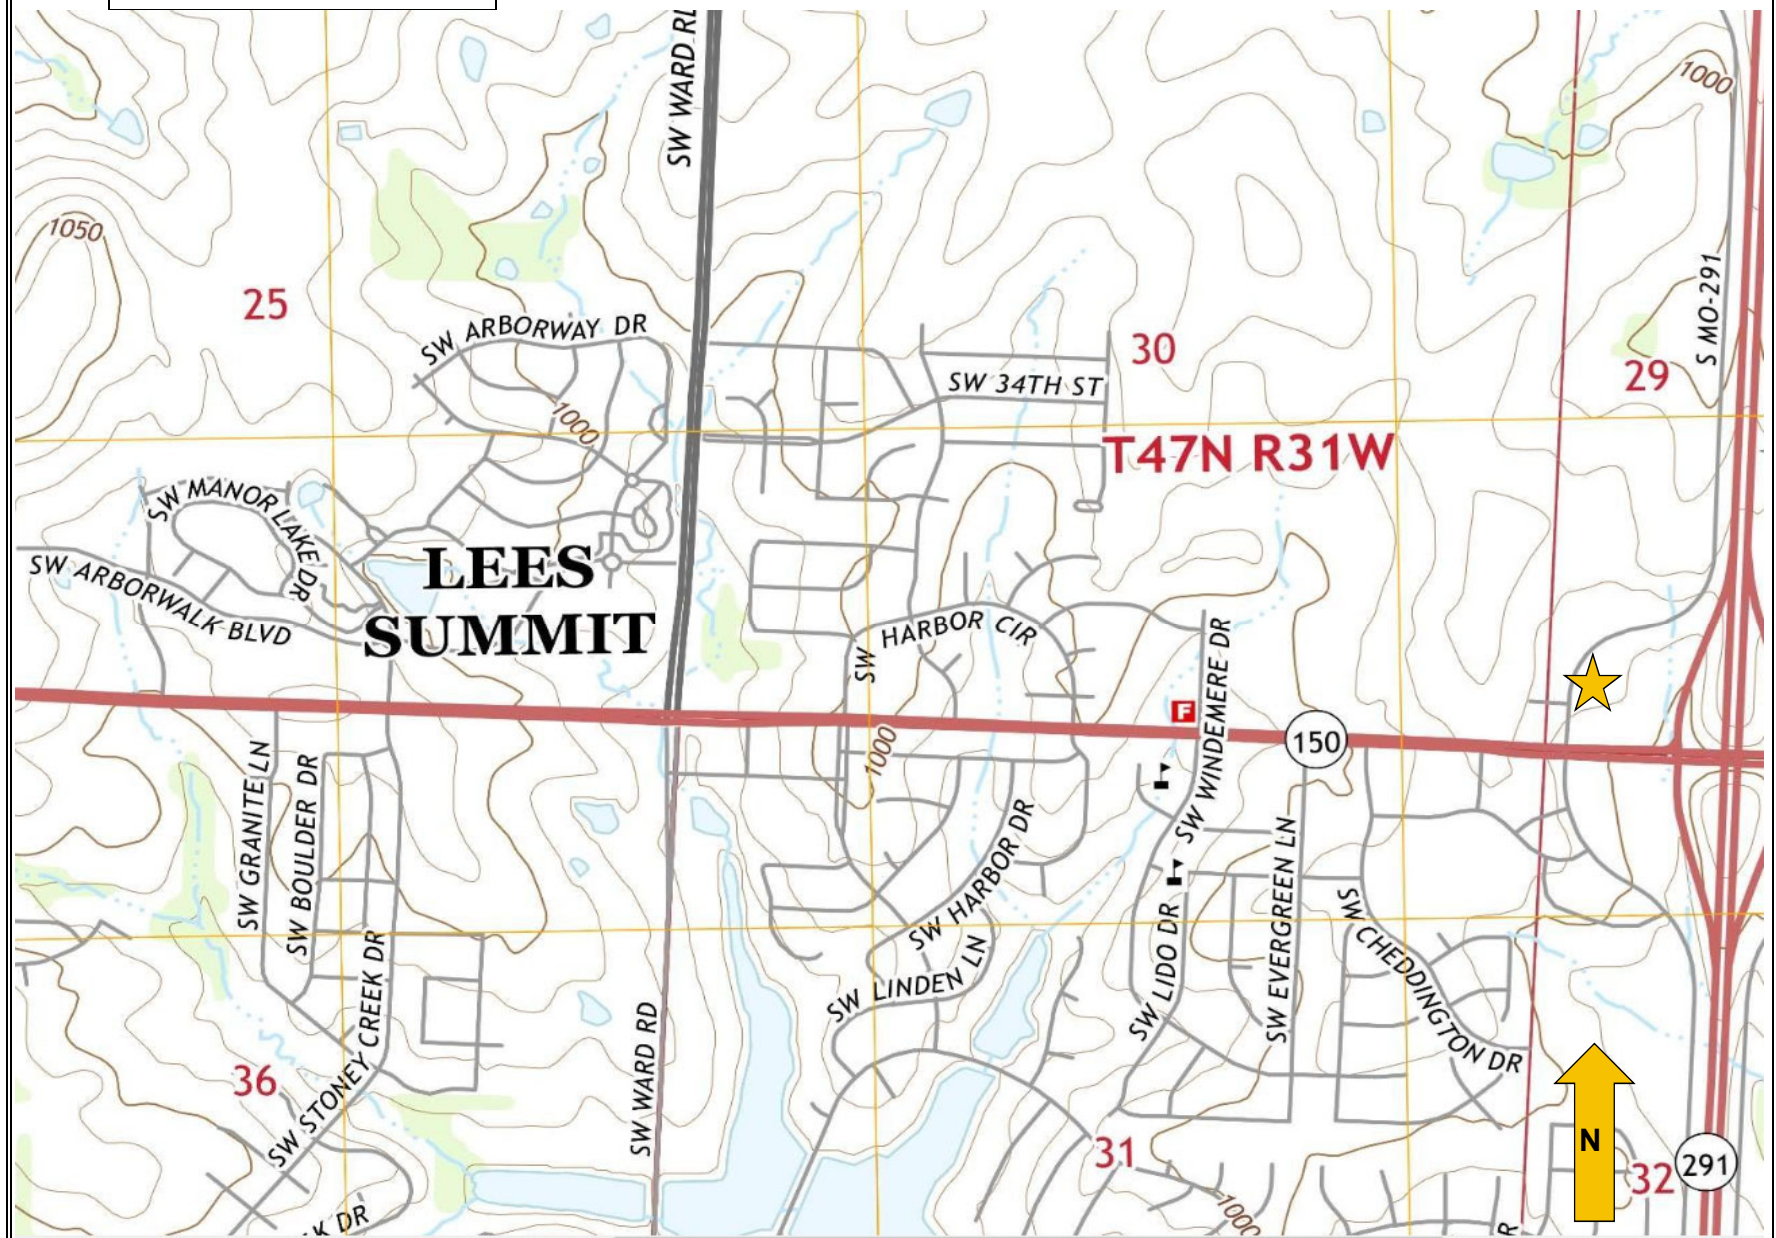 SW WARD RD
1000
1050
S MO-291
25
SW ARBORWAY DR
30
29
SW 34TH ST
1000
T47N R31W
SW MANOR LAKE DR
LEES
SUMMIT
SW ARBORWALK BLVD
SW HARBOR CIR
SW WINDEMERE DR
F
150
1000
SW GRANITE LN
SW BOULDER DR
SW HARBOR DR
SW EVERGREEN LN
SW LIDO DR
SW CHEDDINGTON DR
SW LINDEN LN
SW STONEY CREEK DR
SW WARD RD
36
31
N
32
291
1000
K DR
R